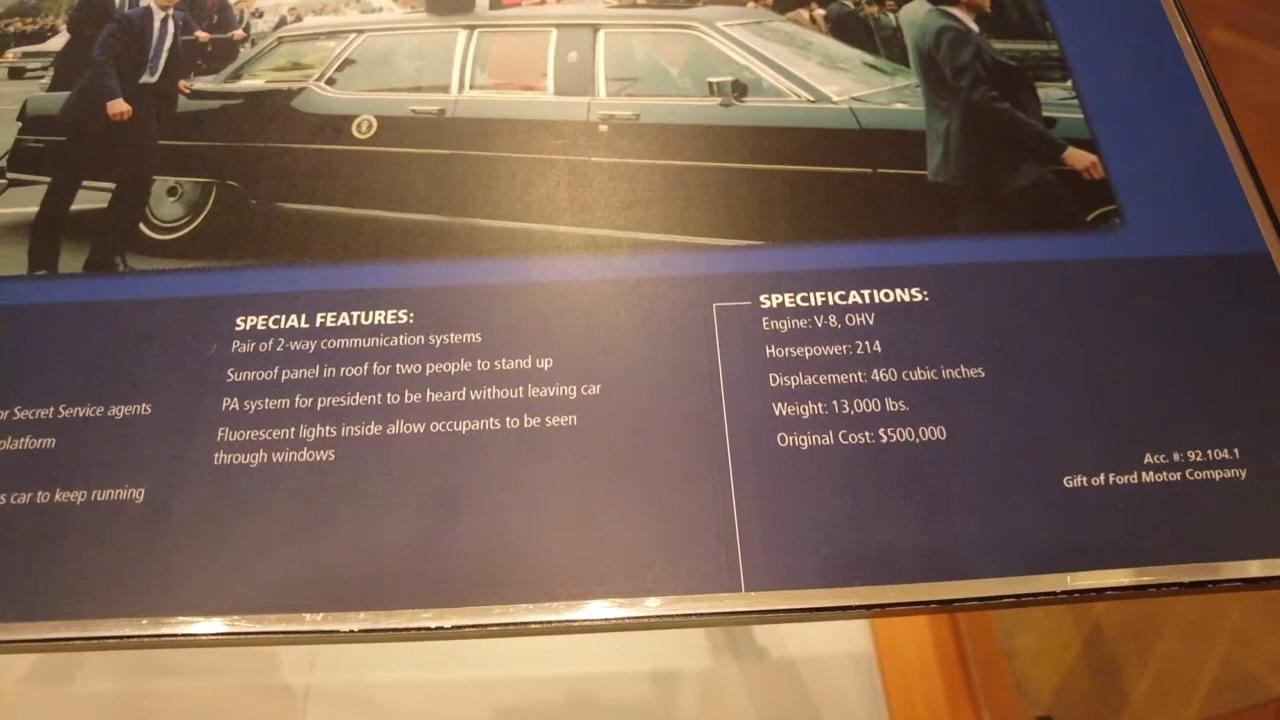 or Secret Service agents
platform
s car to keep running
SPECIAL FEATURES:
Pair of 2-way communication systems
Sunroof panel in roof for two people to stand up
PA system for president to be heard without leaving car
Fluorescent lights inside allow occupants to be seen
through windows
SPECIFICATIONS:
Engine: V-8, OHV
Horsepower: 214
Displacement: 460 cubic inches
Weight: 13,000 lbs.
Original Cost: $500,000
Acc. #: 92.104.1
Gift of Ford Motor Company